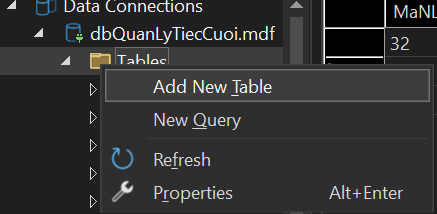 Data Connections
dbQuanLyTiecCuoi.mdf
Tables
MaNL
32
Add New Table
New Query
Refresh
Properties Alt+Enter